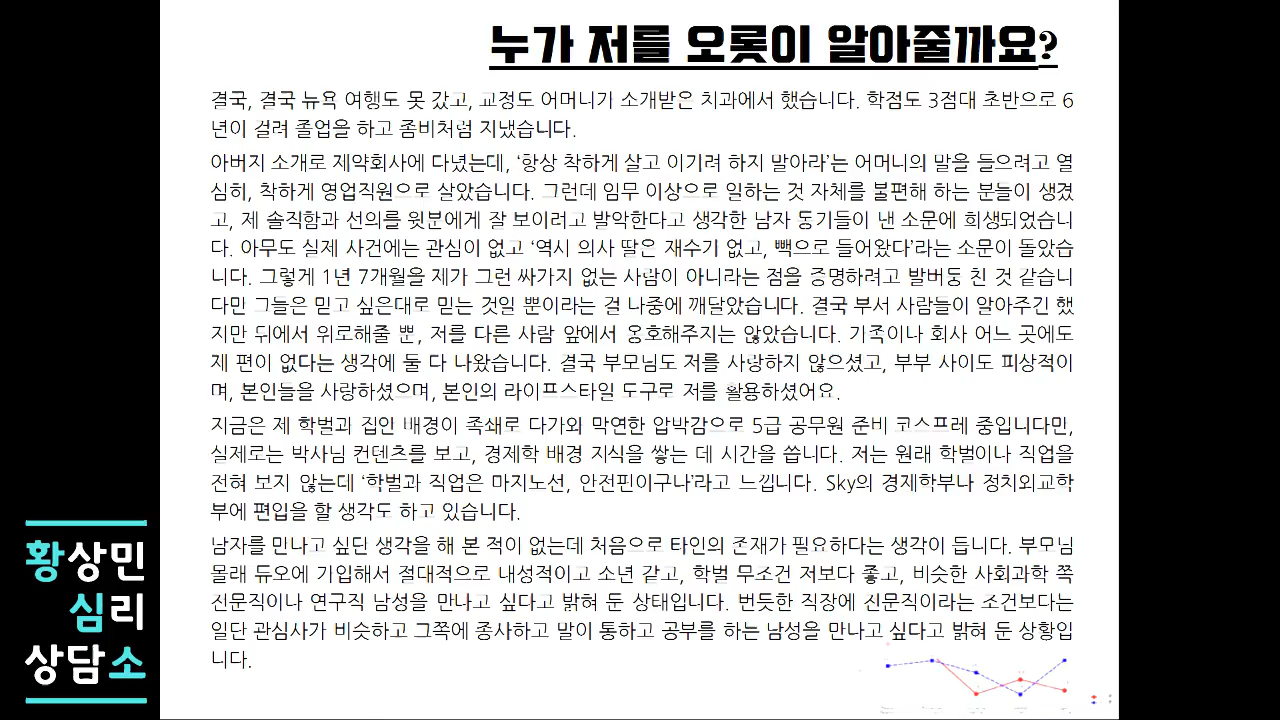 누가 저를 오롯이 알아줄까요?
결국, 결국 뉴욕 여행도 못 갔고, 교정도 어머니가 소개받은 치과에서 했습니다. 학점도 3점대 초반으로 6
년이 걸려 졸업을 하고 좀비처럼 지냈습니다.
아버지 소개로 제약회사에 다녔는데, ‘항상 착하게 살고 이기려 하지 말아라’는 어머니의 말을 들으려고 열
심히, 착하게 영업직원으로 살았습니다. 그런데 임무 이상으로 일하는 것 자체를 불편해 하는 분들이 생겼
고, 제 솔직함과 선의를 윗분에게 잘 보이려고 발악한다고 생각한 남자 동기들이 낸 소문에 희생되었습니
다. 아무도 실제 사건에는 관심이 없고 ‘역시 의사 딸은 재수가 없고, 빽으로 들어왔다’라는 소문이 돌았습
니다. 그렇게 1년 7개월을 제가 그런 싸가지 없는 사람이 아니라는 점을 증명하려고 발버둥 친 것 같습니
다만 그들은 믿고 싶은대로 믿는 것일 뿐이라는 걸 나중에 깨달았습니다. 결국 부서 사람들이 알아주긴 했
지만 뒤에서 위로해줄 뿐, 저를 다른 사람 앞에서 옹호해주지는 않았습니다. 가족이나 회사 어느 곳에도
제 편이 없다는 생각에 둘 다 나왔습니다. 결국 부모님도 저를 사랑하지 않으셨고, 부부 사이도 피상적이
며, 본인들을 사랑하셨으며, 본인의 라이프스타일 도구로 저를 활용하셨어요.
지금은 제 학벌과 집안 배경이 족쇄로 다가와 막연한 압박감으로 5급 공무원 준비 코스프레 중입니다만,
실제로는 박사님 컨텐츠를 보고, 경제학 배경 지식을 쌓는 데 시간을 씁니다. 저는 원래 학벌이나 직업을
전혀 보지 않는데 ‘학벌과 직업은 마지노선, 안전핀이구나’라고 느낍니다. Sky의 경제학부나 정치외교학
부에 편입을 할 생각도 하고 있습니다.
남자를 만나고 싶단 생각을 해 본 적이 없는데 처음으로 타인의 존재가 필요하다는 생각이 듭니다. 부모님
몰래 듀오에 가입해서 절대적으로 내성적이고 소년 같고, 학벌 무조건 저보다 좋고, 비슷한 사회과학 쪽
전문직이나 연구직 남성을 만나고 싶다고 밝혀 둔 상태입니다. 번듯한 직장에 전문직이라는 조건보다는
일단 관심사가 비슷하고 그쪽에 종사하고 말이 통하고 공부를 하는 남성을 만나고 싶다고 밝혀 둔 상황입
니다.
황상민
심리
상담소